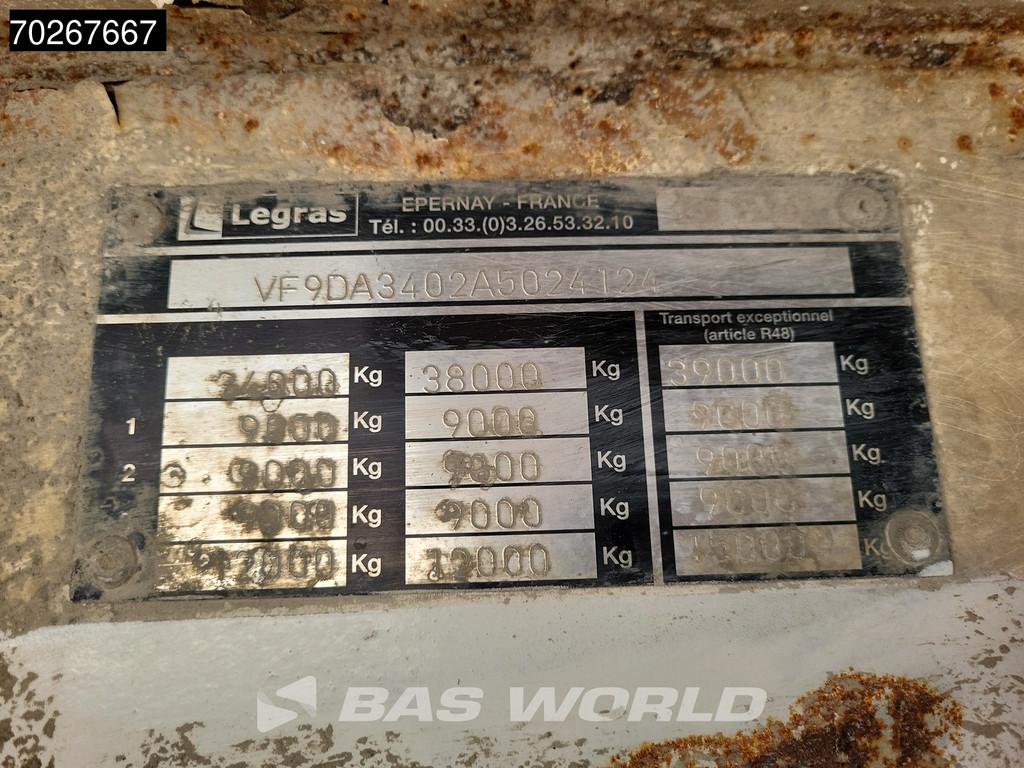 70267667
Legras
EPERNAY - FRANCE
Tél. : 00.33.(0)3.26.53.32.10
VF9DA3402A5024124
Transport exceptionnel
(article R48)
34000 Kg 38000 Kg 39000 Kg
1 9000 Kg 9000 Kg 9000 Kg
2 9000 Kg 9000 Kg 9000 Kg
9000 Kg 9000 Kg 9000 Kg
12000 Kg 12000 Kg Kg
BAS WORLD